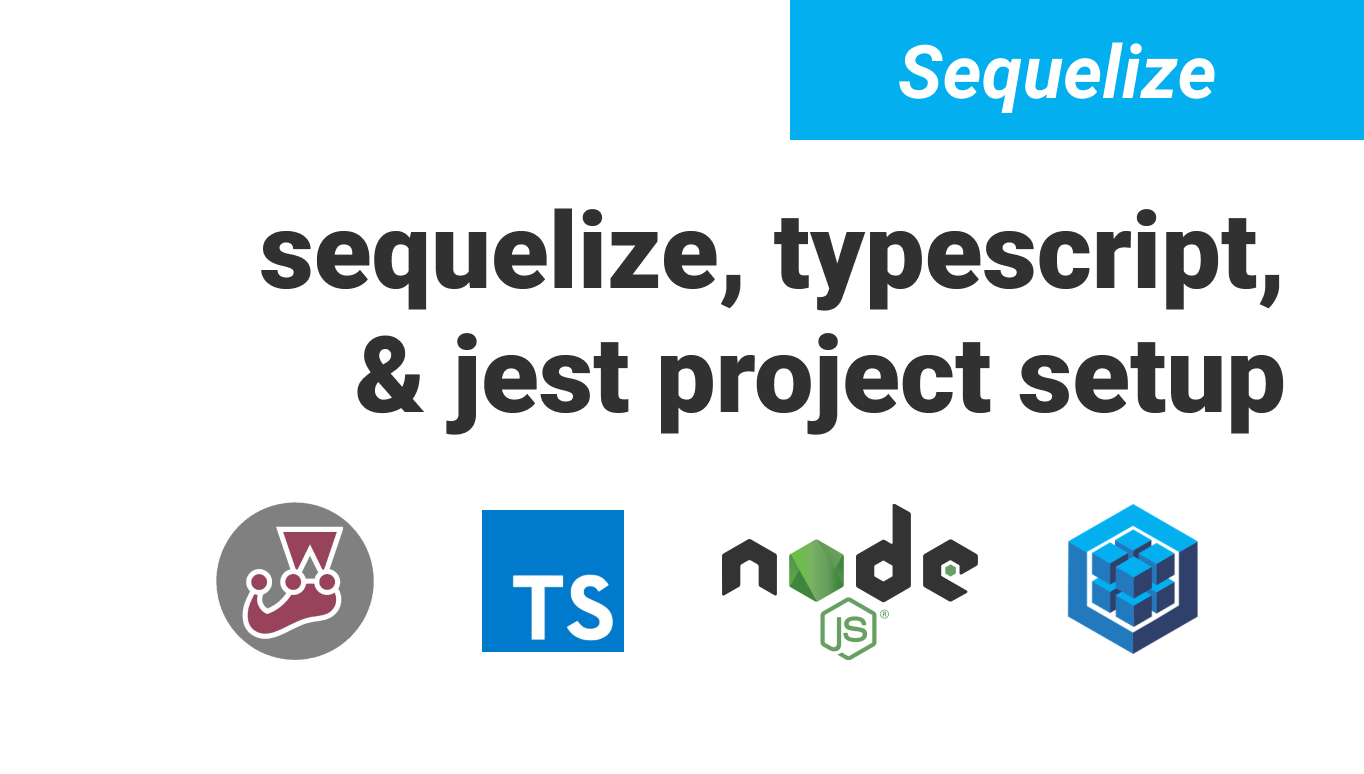 Sequelize
sequelize, typescript,
& jest project setup
TS
node
JS®